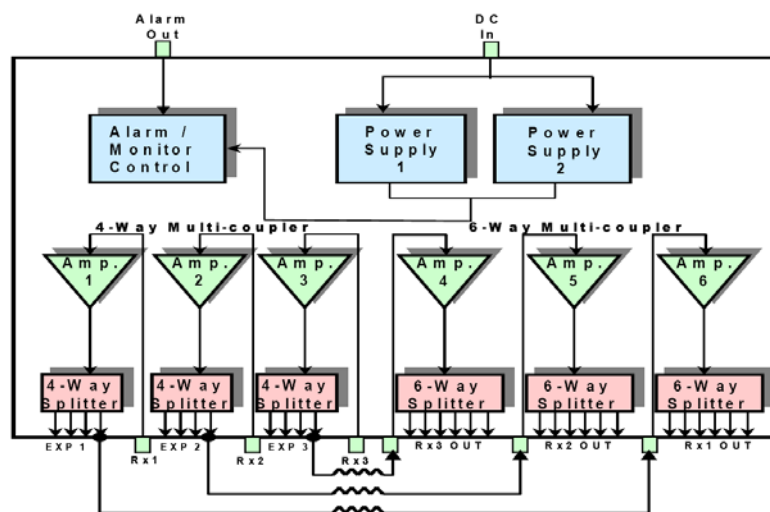 Alarm
Out
DC
In
Alarm /
Monitor
Control
Power
Supply
1
Power
Supply
2
4-Way Multi-coupler
6-Way Multi-coupler
Amp.
1
Amp.
2
Amp.
3
Amp.
4
Amp.
5
Amp.
6
4-Way
Splitter
4-Way
Splitter
4-Way
Splitter
6-Way
Splitter
6-Way
Splitter
6-Way
Splitter
EXP 1
Rx1
EXP 2
Rx2
EXP 3
Rx3
Rx3 OUT
Rx2 OUT
Rx1 OUT